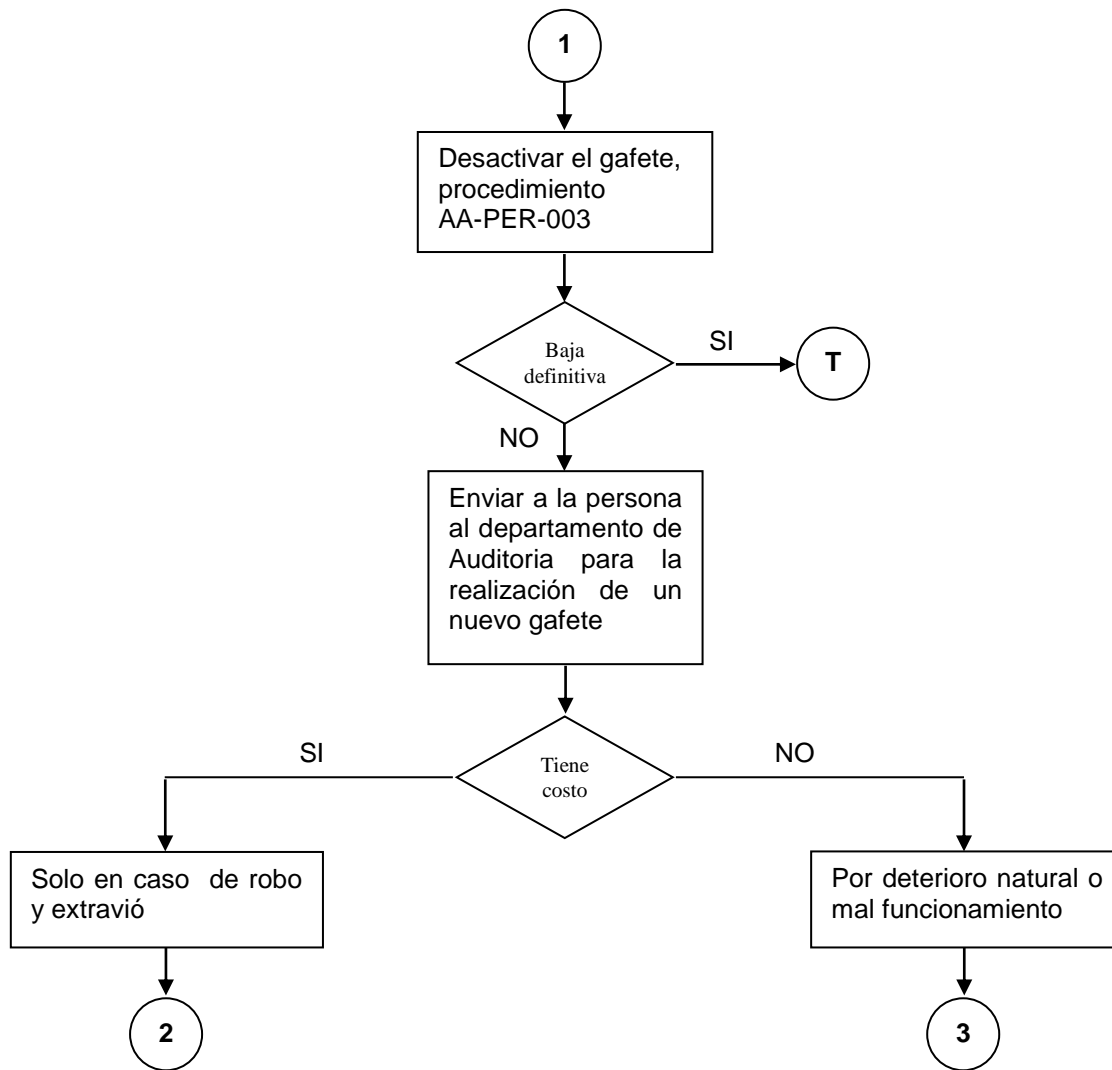 1
Desactivar el gafete,
procedimiento
AA-PER-003
Baja
definitiva
SI
T
NO
Enviar a la persona
al departamento de
Auditoria para la
realización de un
nuevo gafete
Tiene
costo
SI
NO
Solo en caso de robo
y extravió
Por deterioro natural o
mal funcionamiento
2
3